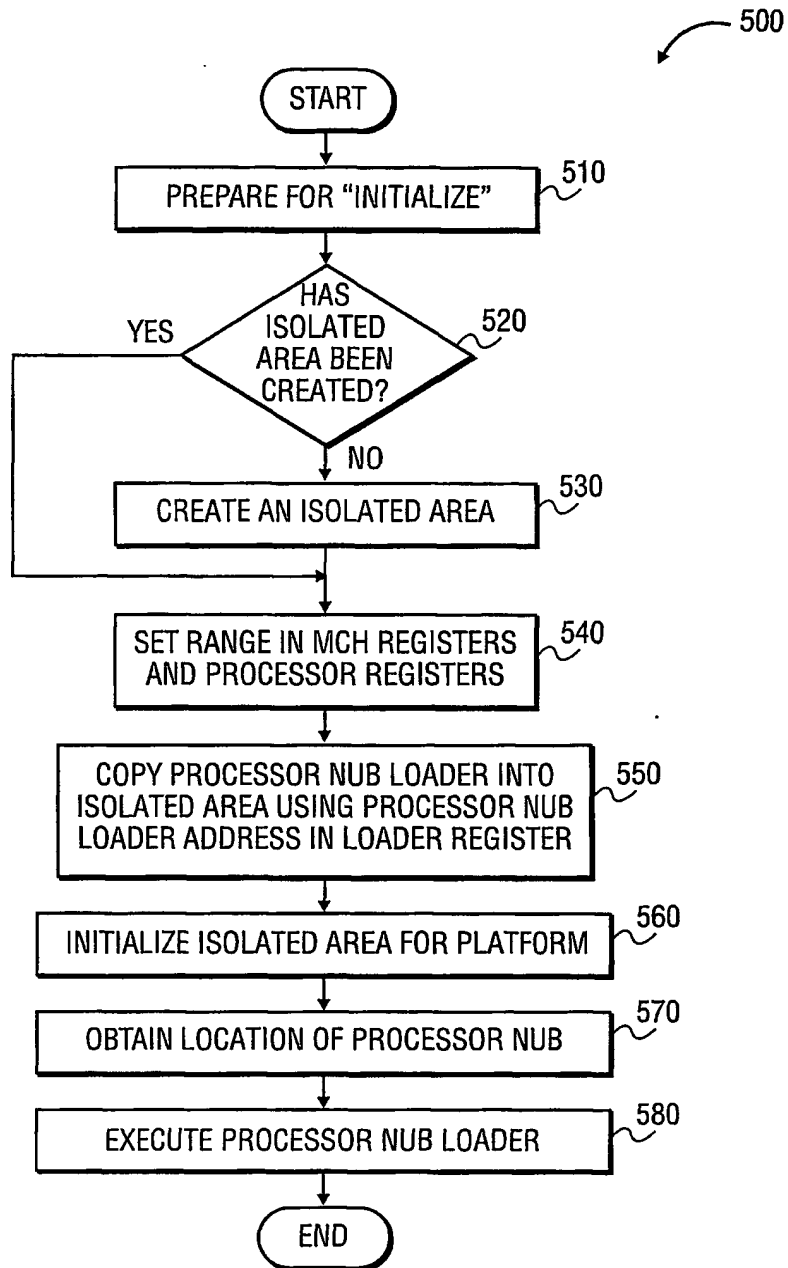 500
START
510
PREPARE FOR “INITIALIZE”
HAS
ISOLATED
AREA BEEN
CREATED?
520
YES
NO
530
CREATE AN ISOLATED AREA
SET RANGE IN MCH REGISTERS
AND PROCESSOR REGISTERS
540
COPY PROCESSOR NUB LOADER INTO
ISOLATED AREA USING PROCESSOR NUB
LOADER ADDRESS IN LOADER REGISTER
550
INITIALIZE ISOLATED AREA FOR PLATFORM
560
OBTAIN LOCATION OF PROCESSOR NUB
570
EXECUTE PROCESSOR NUB LOADER
580
END